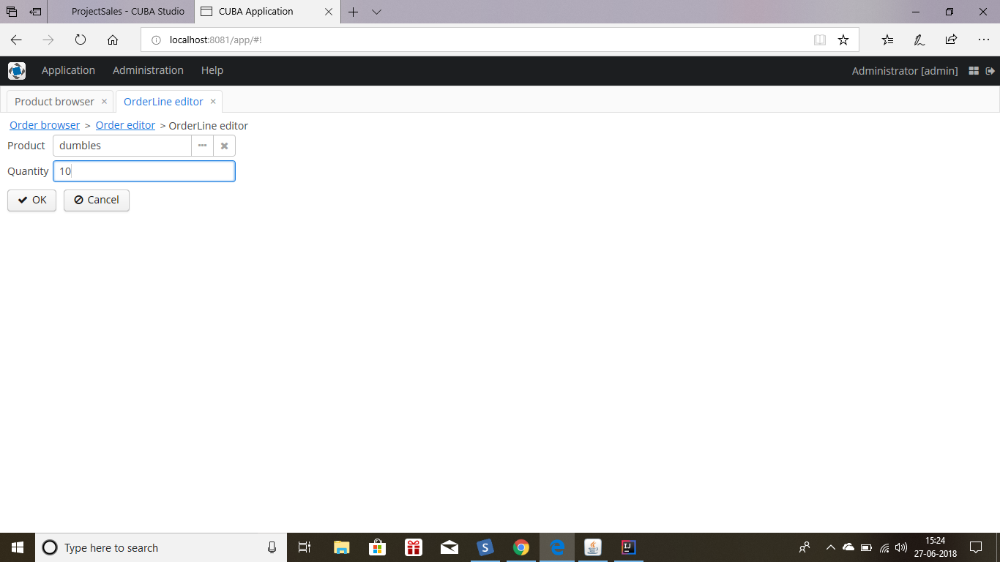 ProjectSales - CUBA Studio
CUBA Application
localhost:8081/app/#!
Application Administration Help Administrator [admin]
Product browser × OrderLine editor ×
Order browser > Order editor > OrderLine editor
Product dumbles
Quantity 10
OK Cancel
Type here to search
S
IJ
15:24
27-06-2018